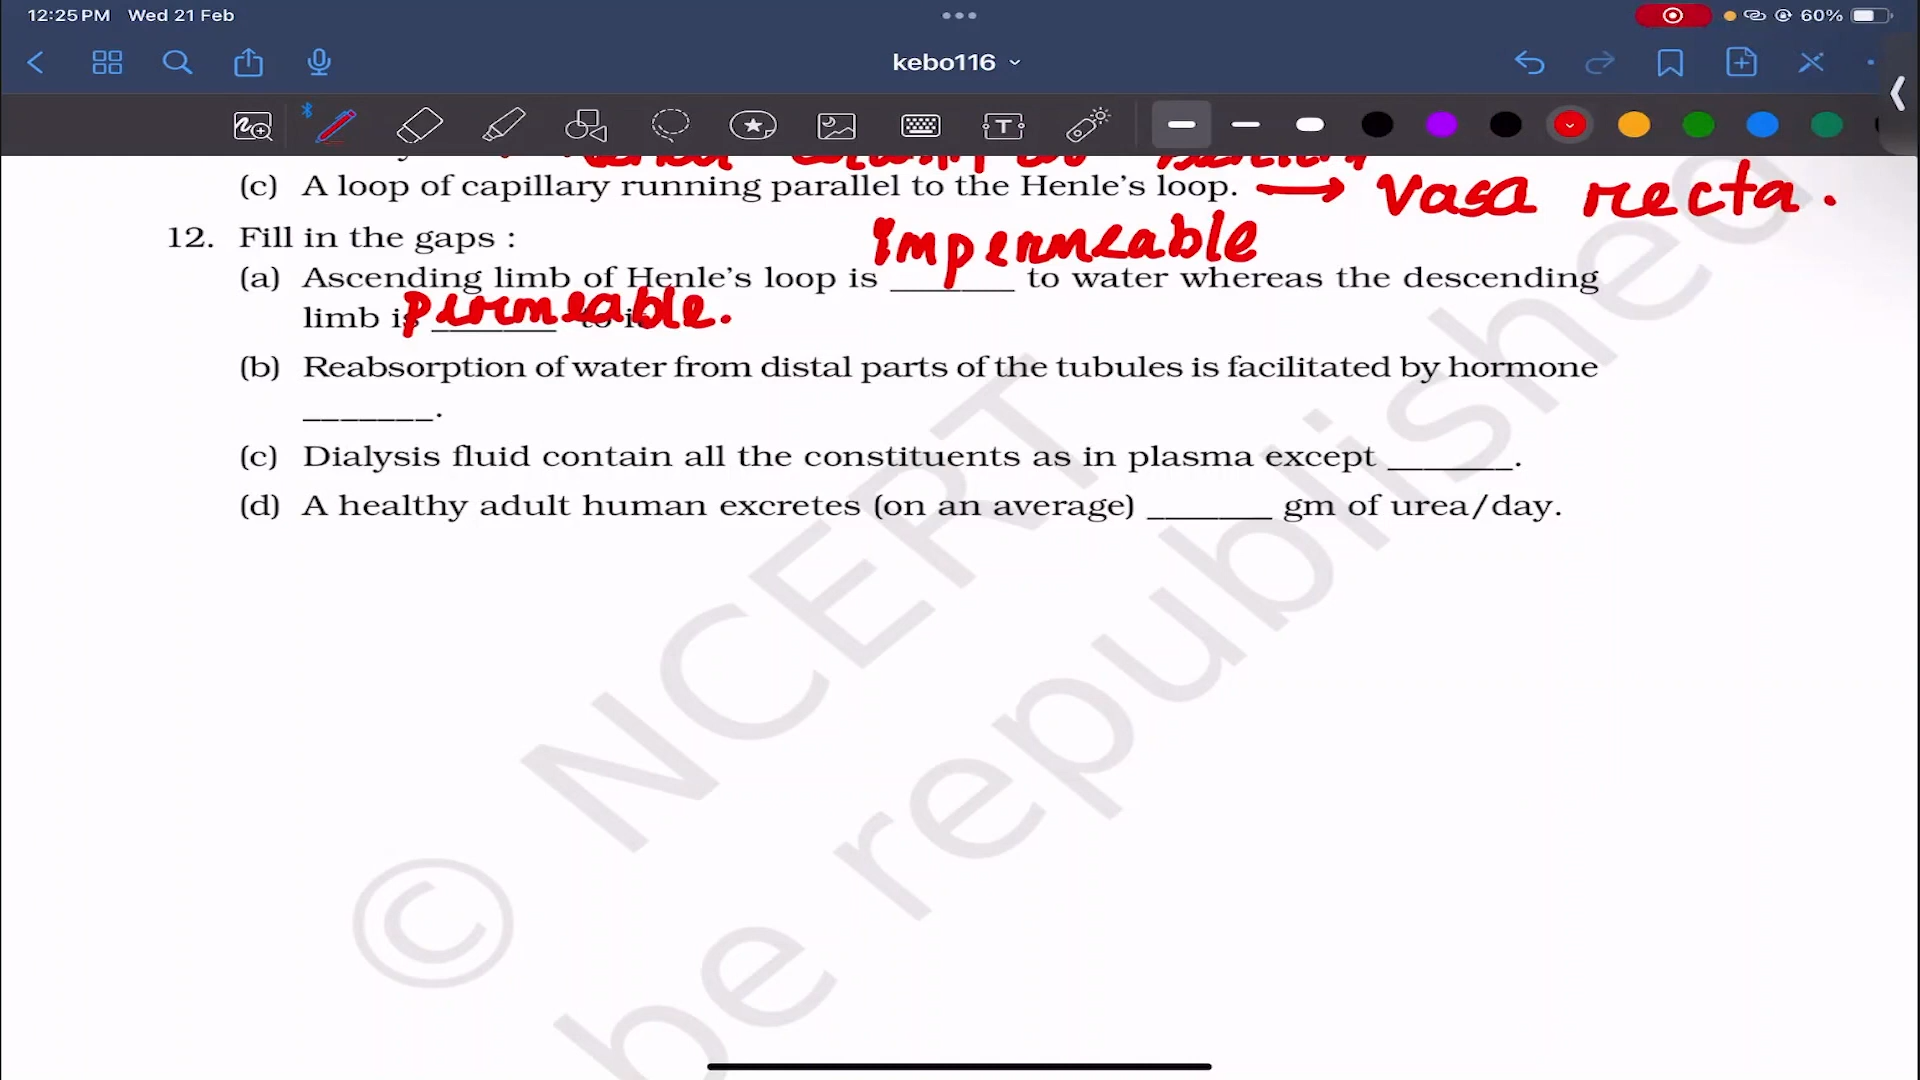 12:25 PM Wed 21 Feb
60%
kebo116
(c) A loop of capillary running parallel to the Henle's loop. → Vasa recta.
12. Fill in the gaps :
impermeable
(a) Ascending limb of Henle's loop is _______ to water whereas the descending
limb is permeable. _______ to it.
(b) Reabsorption of water from distal parts of the tubules is facilitated by hormone
_______.
(c) Dialysis fluid contain all the constituents as in plasma except _______.
(d) A healthy adult human excretes (on an average) _______ gm of urea/day.
© NCERT
be republished